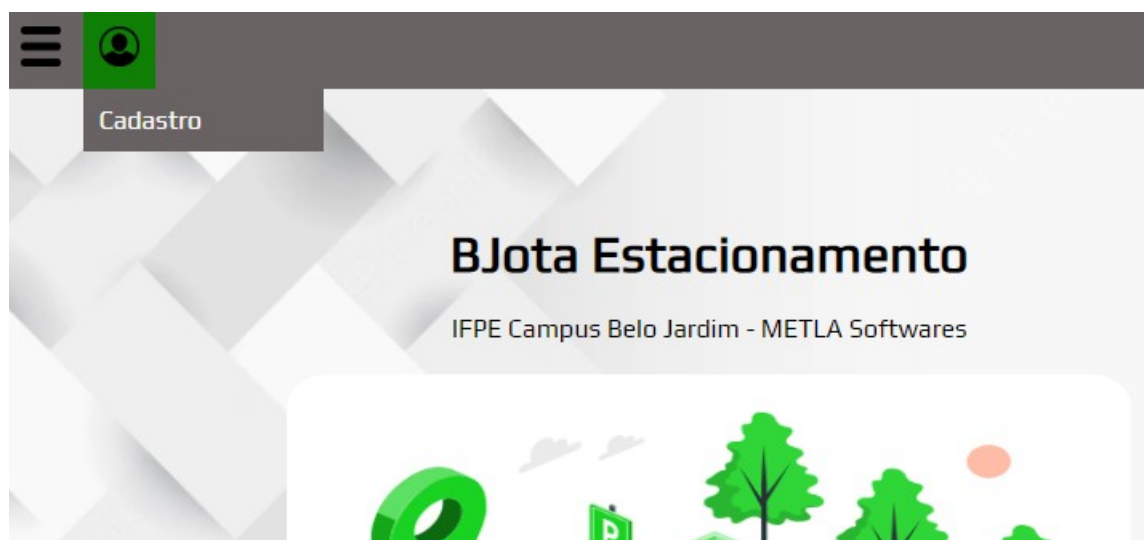 Cadastro
BJota Estacionamento
IFPE Campus Belo Jardim - METLA Softwares
P